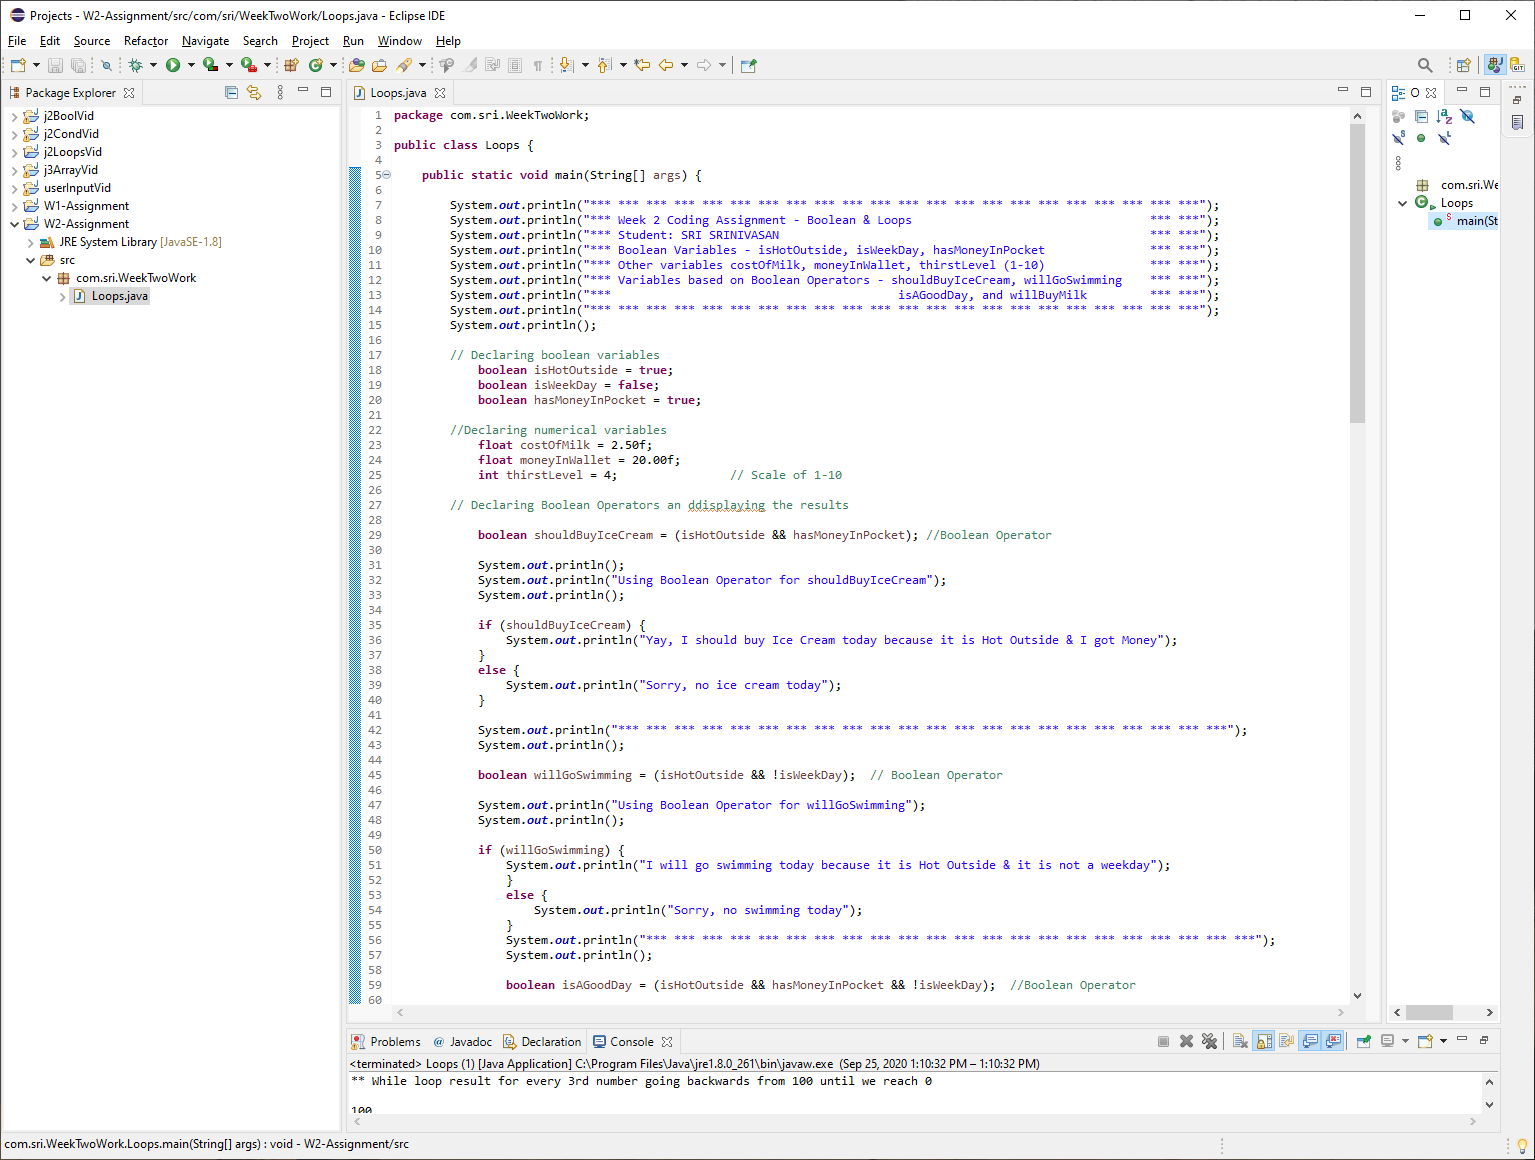 Projects - W2-Assignment/src/com/sri/WeekTwoWork/Loops.java - Eclipse IDE
File Edit Source Refactor Navigate Search Project Run Window Help
Package Explorer
j2BoolVid
j2CondVid
j2LoopsVid
j3ArrayVid
userInputVid
W1-Assignment
W2-Assignment
JRE System Library [JavaSE-1.8]
src
com.sri.WeekTwoWork
Loops.java
Loops.java
1 package com.sri.WeekTwoWork;
2
3 public class Loops {
4
5 public static void main(String[] args) {
6
7 System.out.println("*** *** *** *** *** *** *** *** *** *** *** *** *** *** *** *** *** *** *** *** *** ***");
8 System.out.println("*** Week 2 Coding Assignment - Boolean & Loops *** ***");
9 System.out.println("*** Student: SRI SRINIVASAN *** ***");
10 System.out.println("*** Boolean Variables - isHotOutside, isWeekDay, hasMoneyInPocket *** ***");
11 System.out.println("*** Other variables costOfMilk, moneyInWallet, thirstLevel (1-10) *** ***");
12 System.out.println("*** Variables based on Boolean Operators - shouldBuyIceCream, willGoSwimming *** ***");
13 System.out.println("*** isAGoodDay, and willBuyMilk *** ***");
14 System.out.println("*** *** *** *** *** *** *** *** *** *** *** *** *** *** *** *** *** *** *** *** *** ***");
15 System.out.println();
16
17 // Declaring boolean variables
18 boolean isHotOutside = true;
19 boolean isWeekDay = false;
20 boolean hasMoneyInPocket = true;
21
22 //Declaring numerical variables
23 float costOfMilk = 2.50f;
24 float moneyInWallet = 20.00f;
25 int thirstLevel = 4; // Scale of 1-10
26
27 // Declaring Boolean Operators an ddisplaying the results
28
29 boolean shouldBuyIceCream = (isHotOutside && hasMoneyInPocket); //Boolean Operator
30
31 System.out.println();
32 System.out.println("Using Boolean Operator for shouldBuyIceCream");
33 System.out.println();
34
35 if (shouldBuyIceCream) {
36 System.out.println("Yay, I should buy Ice Cream today because it is Hot Outside & I got Money");
37 }
38 else {
39 System.out.println("Sorry, no ice cream today");
40 }
41
42 System.out.println("*** *** *** *** *** *** *** *** *** *** *** *** *** *** *** *** *** *** *** *** *** ***");
43 System.out.println();
44
45 boolean willGoSwimming = (isHotOutside && !isWeekDay); // Boolean Operator
46
47 System.out.println("Using Boolean Operator for willGoSwimming");
48 System.out.println();
49
50 if (willGoSwimming) {
51 System.out.println("I will go swimming today because it is Hot Outside & it is not a weekday");
52 }
53 else {
54 System.out.println("Sorry, no swimming today");
55 }
56 System.out.println("*** *** *** *** *** *** *** *** *** *** *** *** *** *** *** *** *** *** *** *** *** ***");
57 System.out.println();
58
59 boolean isAGoodDay = (isHotOutside && hasMoneyInPocket && !isWeekDay); //Boolean Operator
60
O
com.sri.We
Loops
main(St
Problems @ Javadoc Declaration Console
<terminated> Loops (1) [Java Application] C:\Program Files\Java\jre1.8.0_261\bin\javaw.exe (Sep 25, 2020 1:10:32 PM – 1:10:32 PM)
** While loop result for every 3rd number going backwards from 100 until we reach 0
100
com.sri.WeekTwoWork.Loops.main(String[] args) : void - W2-Assignment/src